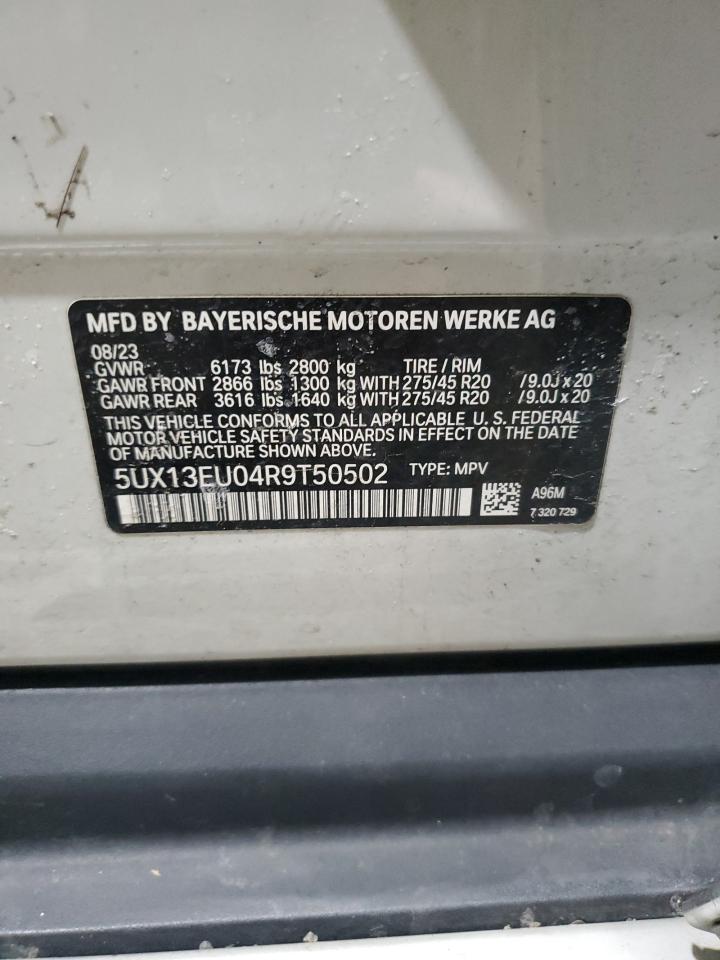 MFD BY BAYERISCHE MOTOREN WERKE AG
08/23
GVWR 6173 lbs 2800 kg TIRE / RIM
GAWR FRONT 2866 lbs 1300 kg WITH 275/45 R20 / 9.0J x 20
GAWR REAR 3616 lbs 1640 kg WITH 275/45 R20 / 9.0J x 20
THIS VEHICLE CONFORMS TO ALL APPLICABLE U. S. FEDERAL
MOTOR VEHICLE SAFETY STANDARDS IN EFFECT ON THE DATE
OF MANUFACTURE SHOWN ABOVE.
5UX13EU04R9T50502 TYPE: MPV
A96M
7 320 729